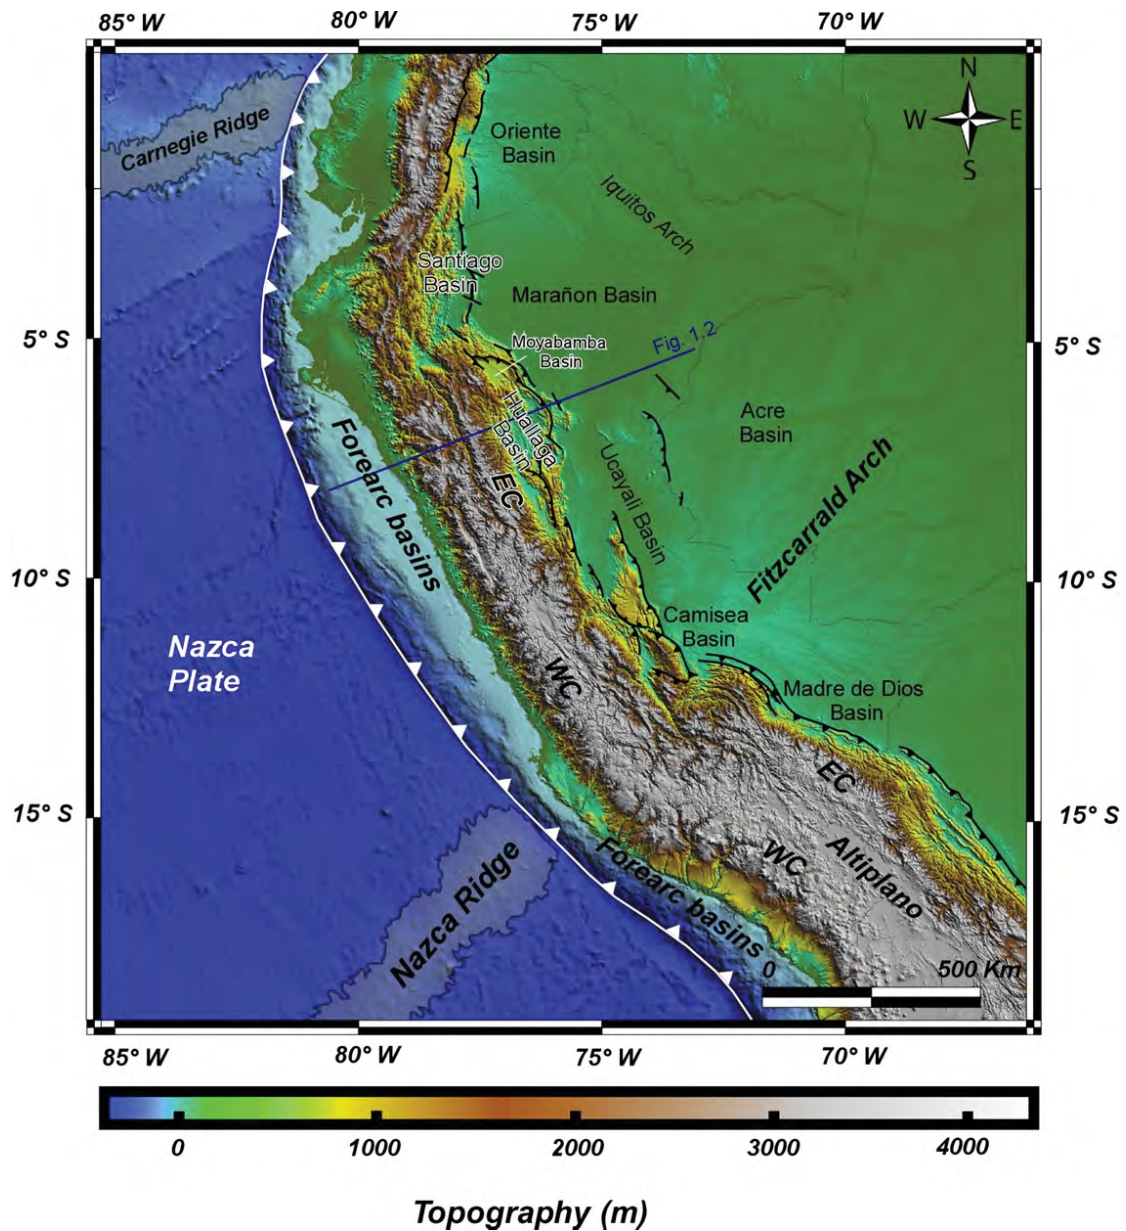 85° W
80° W
75° W
70° W
N
W
E
S
Carnegie Ridge
Oriente
Basin
Iquitos Arch
Santiago
Basin
Marañon Basin
5° S
5° S
Moyabamba
Basin
Fig. 1.2
Huallaga
Basin
Acre
Basin
Forearc basins
EC
Ucayali Basin
Fitzcarrald Arch
10° S
10° S
Camisea
Basin
Nazca
Plate
WC
Madre de Dios
Basin
EC
15° S
15° S
WC
Altiplano
Forearc basins
Nazca Ridge
0
500 Km
85° W
80° W
75° W
70° W
0
1000
2000
3000
4000
Topography (m)